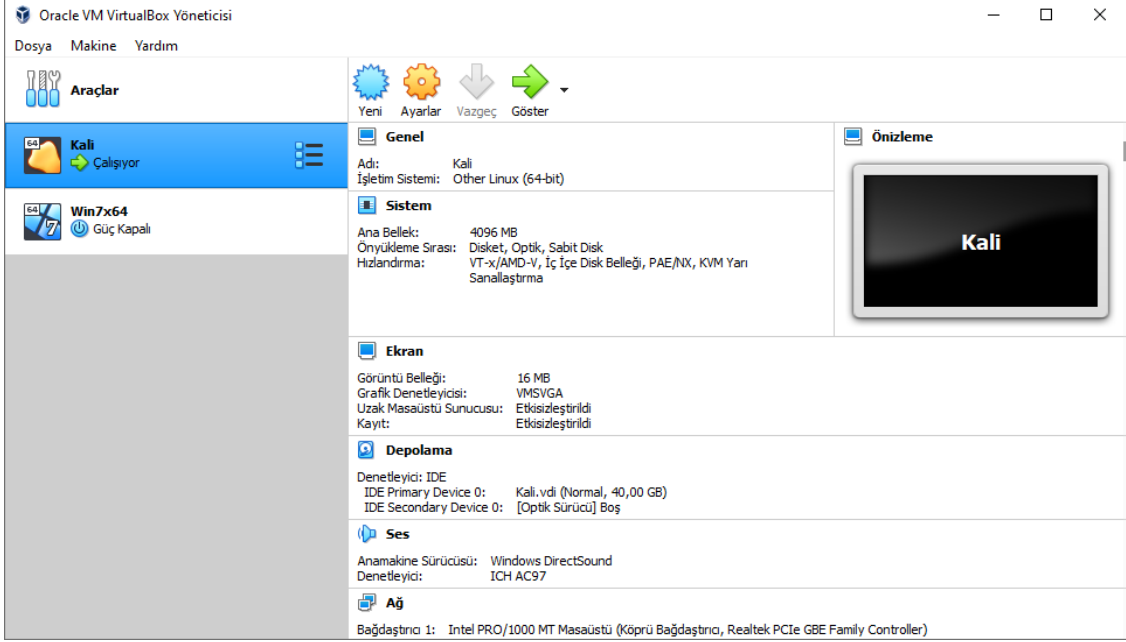 Oracle VM VirtualBox Yöneticisi
Dosya Makine Yardım
Araçlar
Yeni Ayarlar Vazgeç Göster
64 Kali
Çalışıyor
64 7 Win7x64
Güç Kapalı
Genel
Adı: Kali
İşletim Sistemi: Other Linux (64-bit)
Sistem
Ana Bellek: 4096 MB
Önyükleme Sırası: Disket, Optik, Sabit Disk
Hızlandırma: VT-x/AMD-V, İç İçe Disk Belleği, PAE/NX, KVM Yarı
Sanallaştırma
Önizleme
Kali
Ekran
Görüntü Belleği: 16 MB
Grafik Denetleyicisi: VMSVGA
Uzak Masaüstü Sunucusu: Etkisizleştirildi
Kayıt: Etkisizleştirildi
Depolama
Denetleyici: IDE
IDE Primary Device 0: Kali.vdi (Normal, 40,00 GB)
IDE Secondary Device 0: [Optik Sürücü] Boş
Ses
Anamakine Sürücüsü: Windows DirectSound
Denetleyici: ICH AC97
Ağ
Bağdaştırıcı 1: Intel PRO/1000 MT Masaüstü (Köprü Bağdaştırıcı, Realtek PCIe GBE Family Controller)